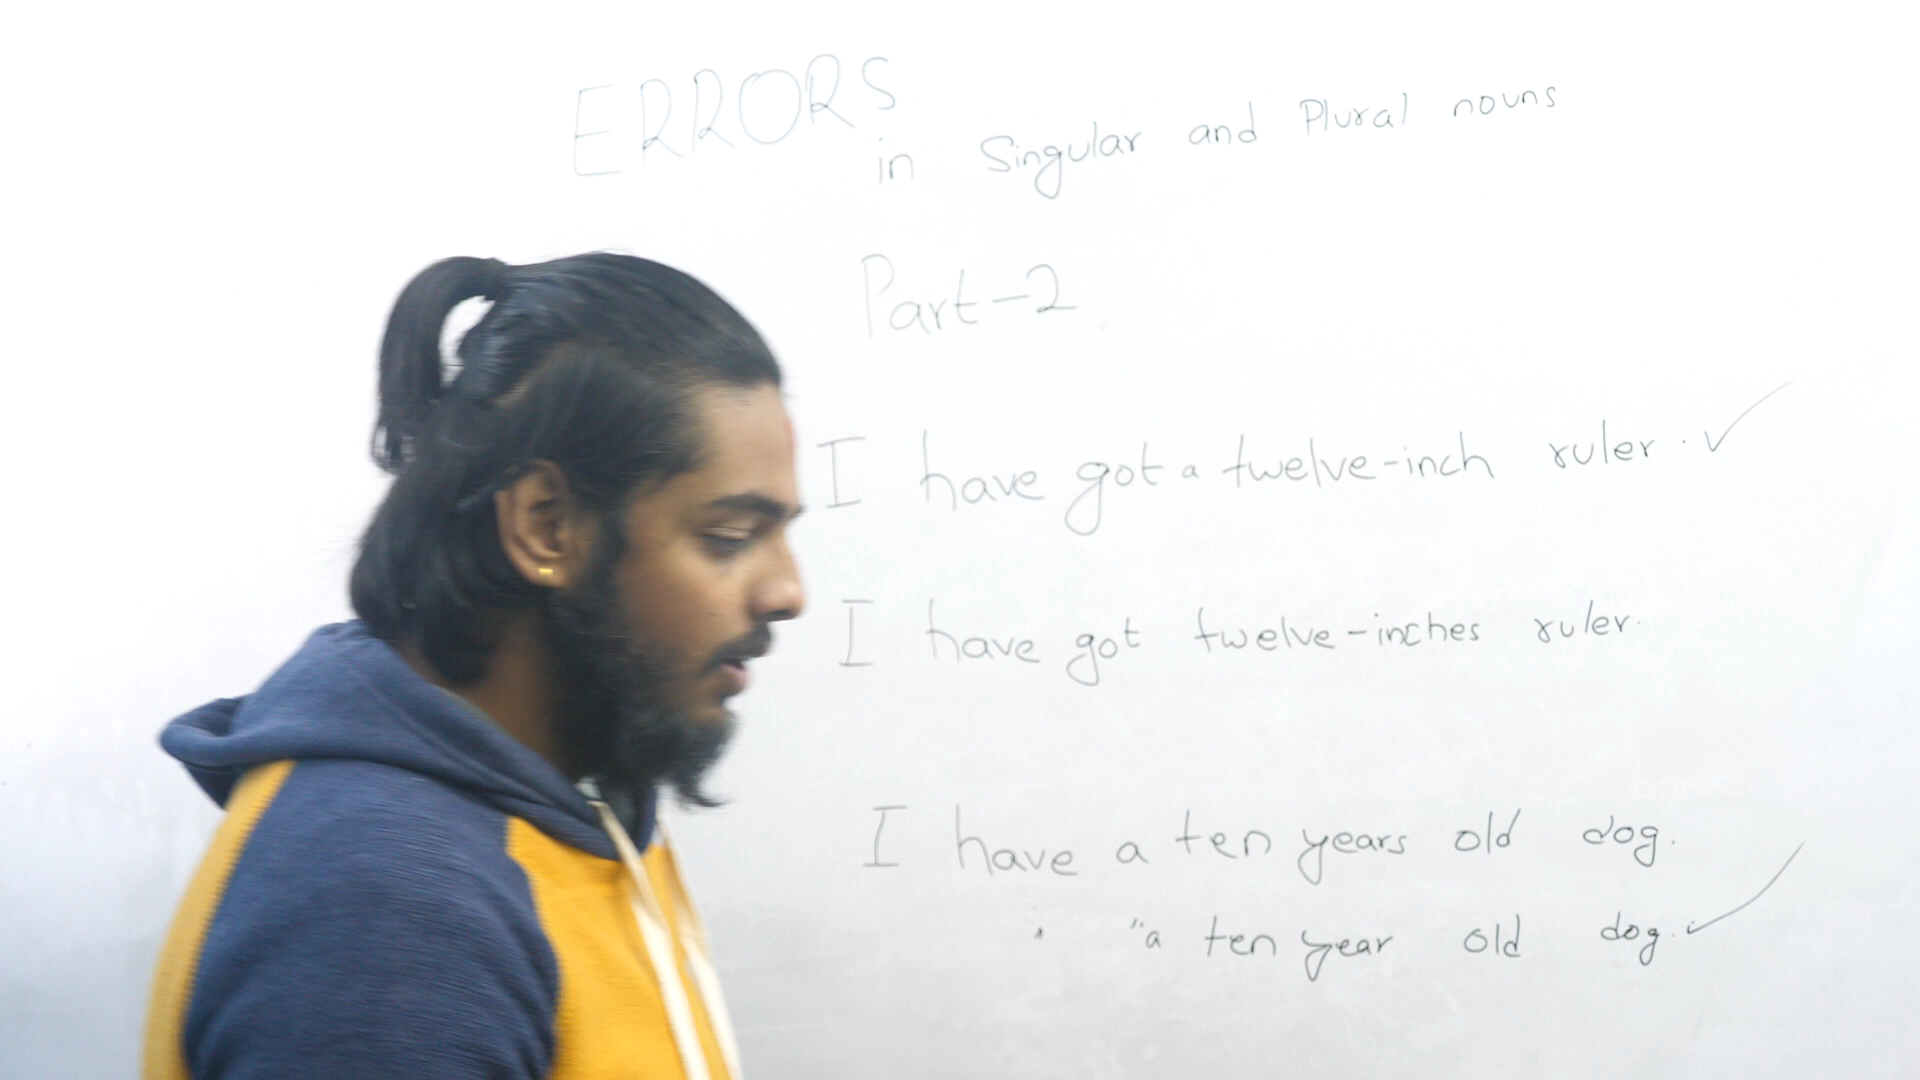 ERRORS
in Singular and Plural nouns
Part-2
I have got a twelve-inch ruler. ✓
I have got twelve-inches ruler.
I have a ten years old dog.
" "a ten year old dog. ✓